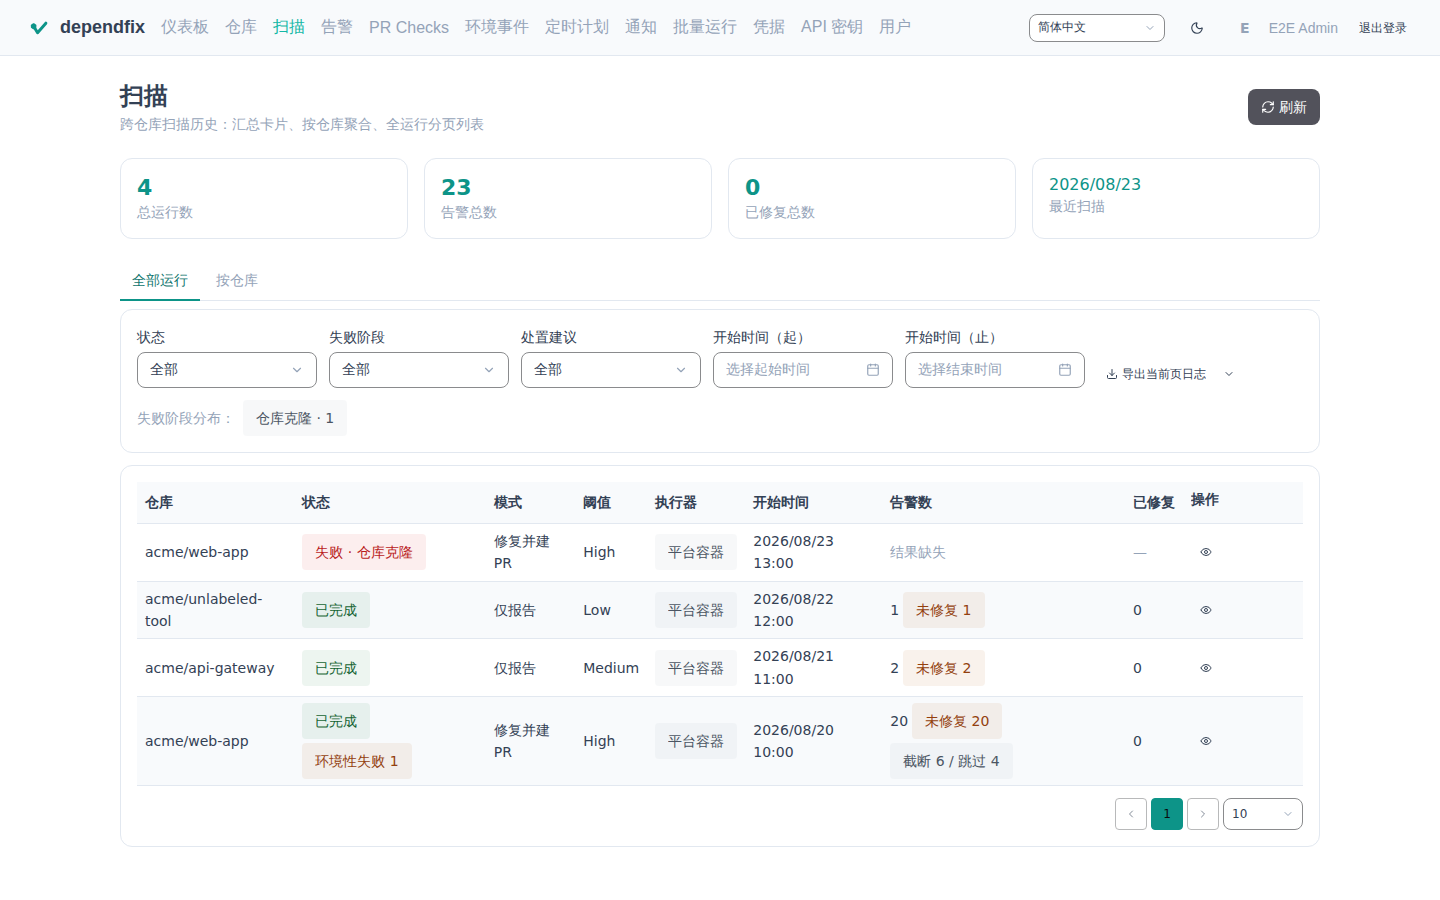 dependfix 仪表板 仓库 扫描 告警 PR Checks 环境事件 定时计划 通知 批量运行 凭据 API 密钥 用户 简体中文 E E2E Admin 退出登录
扫描
跨仓库扫描历史：汇总卡片、按仓库聚合、全运行分页列表
刷新
4 23 0 2026/08/23
总运行数 告警总数 已修复总数 最近扫描
全部运行 按仓库
状态 失败阶段 处置建议 开始时间（起） 开始时间（止）
全部 全部 全部 选择起始时间 选择结束时间 导出当前页日志
失败阶段分布： 仓库克隆 · 1
仓库 状态 模式 阈值 执行器 开始时间 告警数 已修复 操作
acme/web-app 失败 · 仓库克隆 修复并建 PR High 平台容器 2026/08/23 13:00 结果缺失 —
acme/unlabeled-tool 已完成 仅报告 Low 平台容器 2026/08/22 12:00 1 未修复 1 0
acme/api-gateway 已完成 仅报告 Medium 平台容器 2026/08/21 11:00 2 未修复 2 0
acme/web-app 已完成 环境性失败 1 修复并建 PR High 平台容器 2026/08/20 10:00 20 未修复 20 截断 6 / 跳过 4 0
1 10